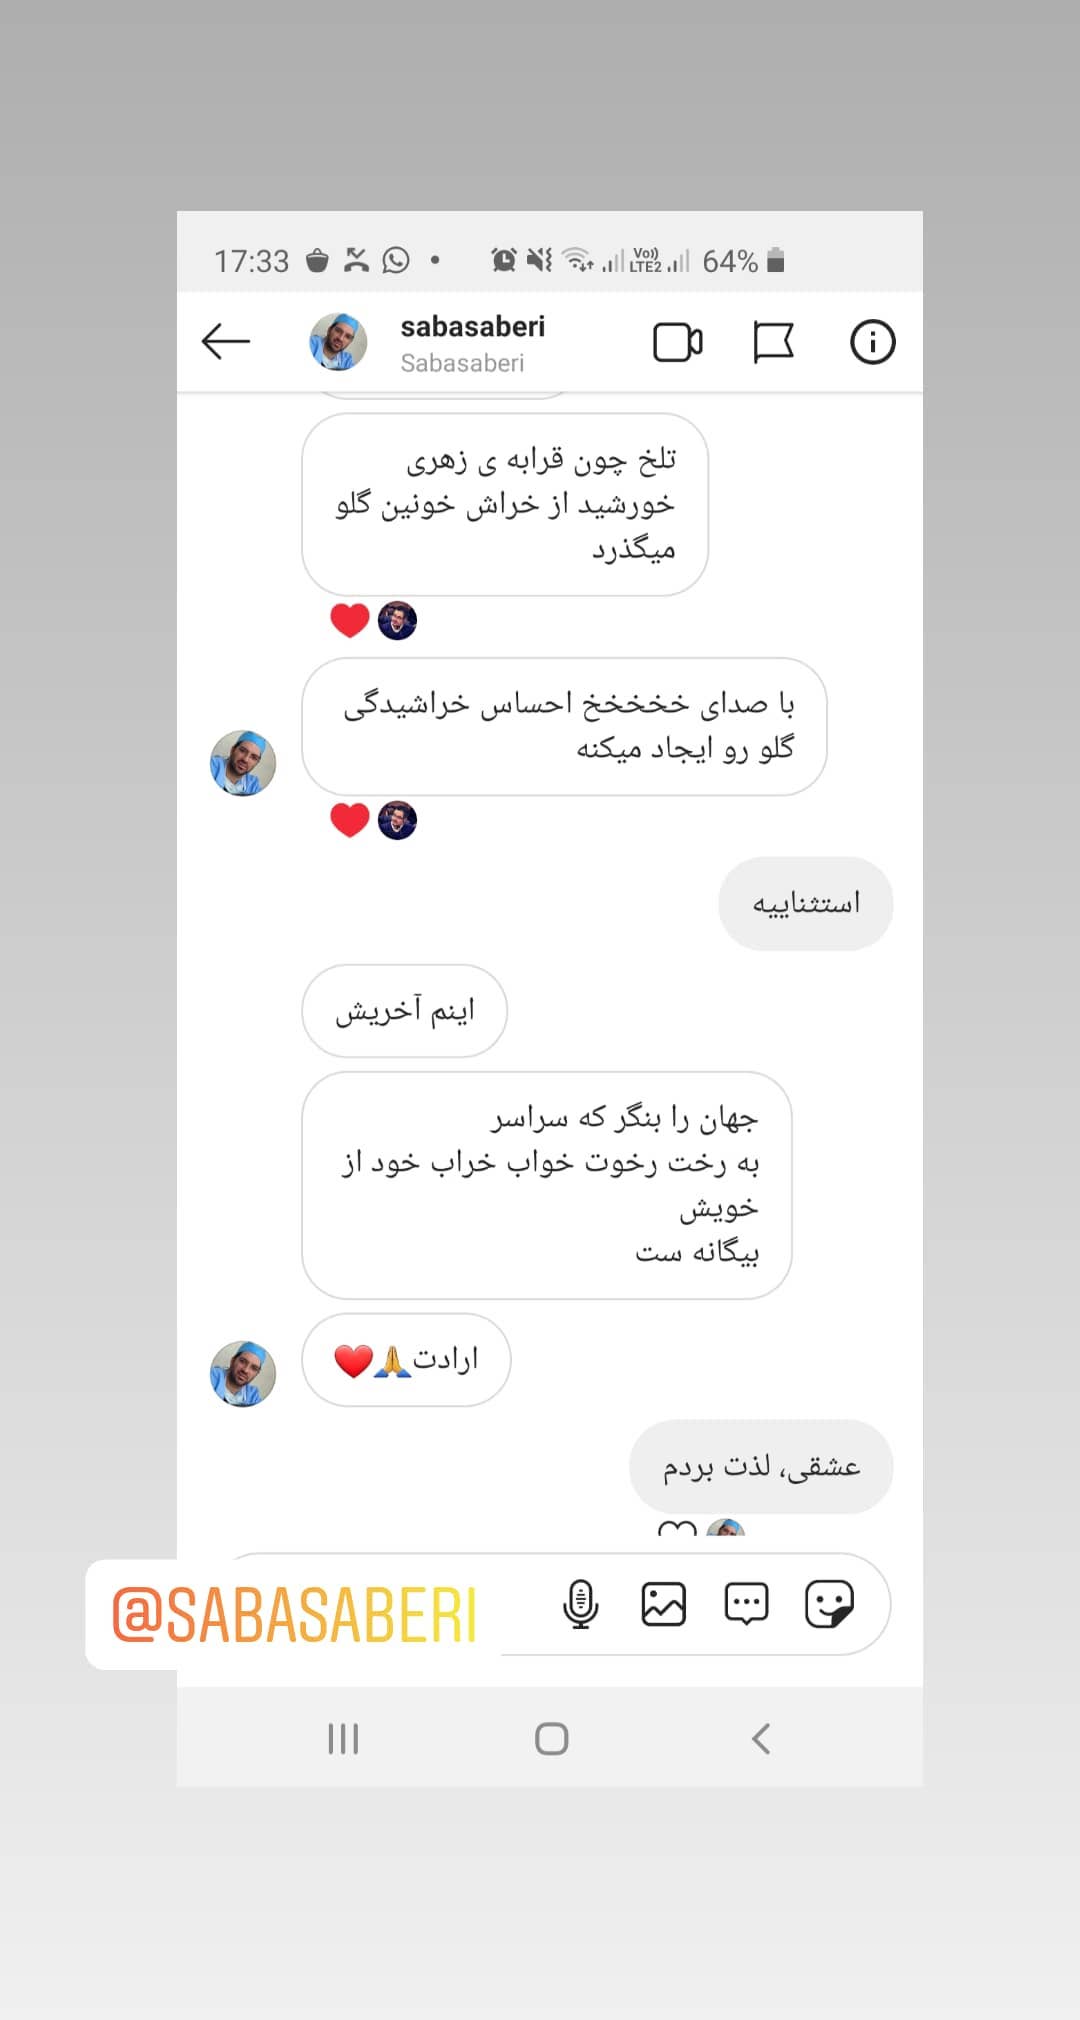 17:33
Vo))
LTE2
64%
sabasaberi
Sabasaberi
تلخ چون قرابه ی زهری
خورشید از خراش خونین گلو
میگذرد
با صدای خخخخخ احساس خراشیدگی
گلو رو ایجاد میکنه
استثناییه
اینم آخریش
جهان را بنگر که سراسر
به رخت رخوت خواب خراب خود از
خویش
بیگانه ست
ارادت🙏❤️
عشقی، لذت بردم
@SABASABERI